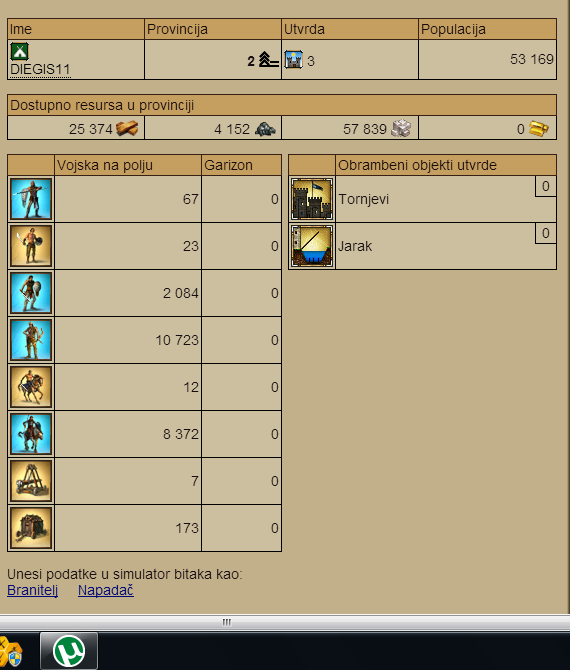 Ime Provincija Utvrda Populacija
DIEGIS11 2 3 53 169
Dostupno resursa u provinciji
25 374 4 152 57 839 0
Vojska na polju Garizon
67 0
23 0
2 084 0
10 723 0
12 0
8 372 0
7 0
173 0
Obrambeni objekti utvrde
Tornjevi 0
Jarak 0
Unesi podatke u simulator bitaka kao:
Branitelj Napadač